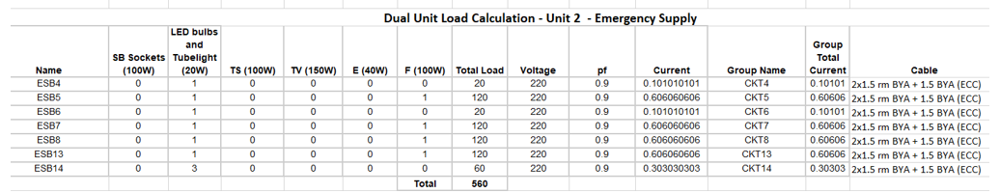 Dual Unit Load Calculation - Unit 2 - Emergency Supply
Name SB Sockets (100W) LED bulbs and Tubelight (20W) TS (100W) TV (150W) E (40W) F (100W) Total Load Voltage pf Current Group Name Group Total Current Cable
ESB4 0 1 0 0 0 0 20 220 0.9 0.101010101 CKT4 0.10101 2x1.5 rm BYA + 1.5 BYA (ECC)
ESB5 0 1 0 0 0 1 120 220 0.9 0.606060606 CKT5 0.60606 2x1.5 rm BYA + 1.5 BYA (ECC)
ESB6 0 1 0 0 0 0 20 220 0.9 0.101010101 CKT6 0.10101 2x1.5 rm BYA + 1.5 BYA (ECC)
ESB7 0 1 0 0 0 1 120 220 0.9 0.606060606 CKT7 0.60606 2x1.5 rm BYA + 1.5 BYA (ECC)
ESB8 0 1 0 0 0 1 120 220 0.9 0.606060606 CKT8 0.60606 2x1.5 rm BYA + 1.5 BYA (ECC)
ESB13 0 1 0 0 0 1 120 220 0.9 0.606060606 CKT13 0.60606 2x1.5 rm BYA + 1.5 BYA (ECC)
ESB14 0 3 0 0 0 0 60 220 0.9 0.303030303 CKT14 0.30303 2x1.5 rm BYA + 1.5 BYA (ECC)
Total 560